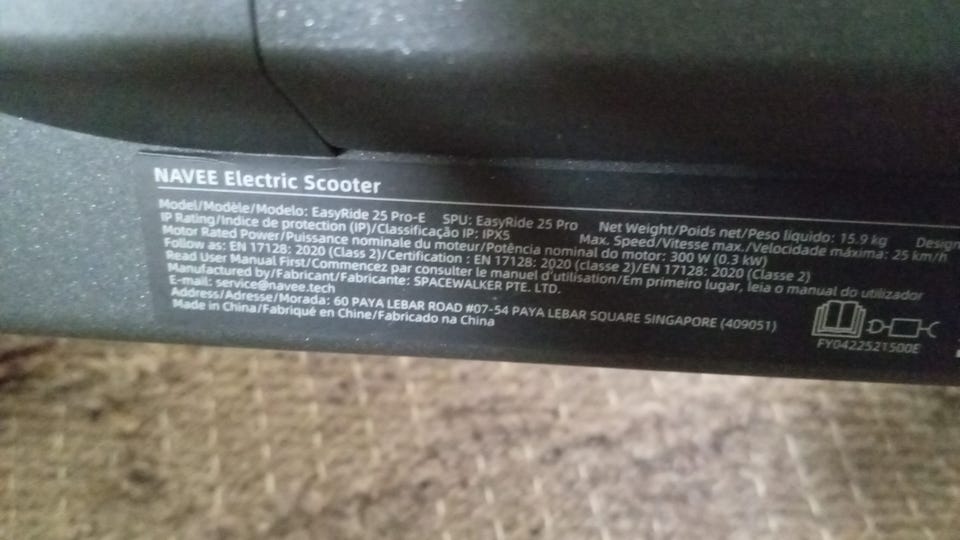 NAVEE Electric Scooter
Model/Modèle/Modelo: EasyRide 25 Pro-E SPU: EasyRide 25 Pro Net Weight/Poids net/Peso líquido: 15.9 kg Design
IP Rating/Indice de protection (IP)/Classificação IP: IPX5 Max. Speed/Vitesse max./Velocidade máxima: 25 km/h
Motor Rated Power/Puissance nominale du moteur/Potência nominal do motor: 300 W (0.3 kW)
Follow as: EN 17128: 2020 (Class 2)/Certification : EN 17128: 2020 (classe 2)/EN 17128: 2020 (Classe 2)
Read User Manual First/Commencez par consulter le manuel d'utilisation/Em primeiro lugar, leia o manual do utilizador
Manufactured by/Fabricant/Fabricante: SPACEWALKER PTE. LTD.
E-mail: service@navee.tech
Address/Adresse/Morada: 60 PAYA LEBAR ROAD #07-54 PAYA LEBAR SQUARE SINGAPORE (409051)
Made in China/Fabriqué en Chine/Fabricado na China
FY0422521500E